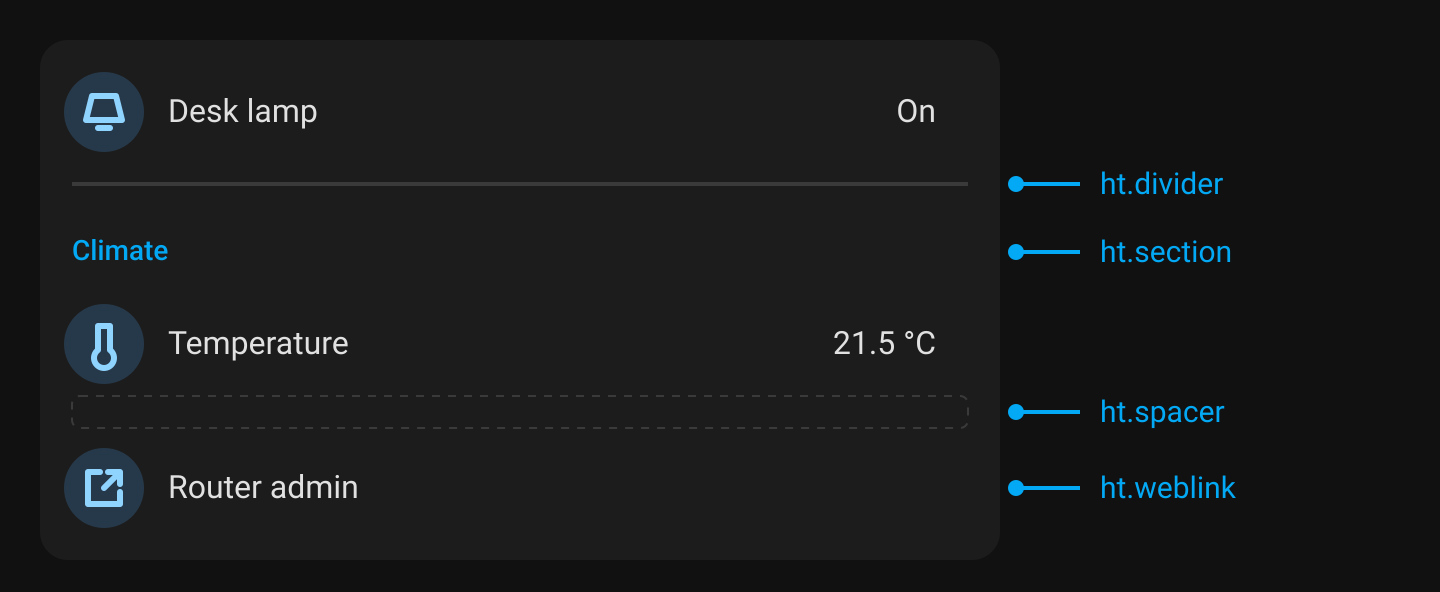 Desk lamp On
ht.divider
Climate ht.section
Temperature 21.5 °C
ht.spacer
Router admin ht.weblink